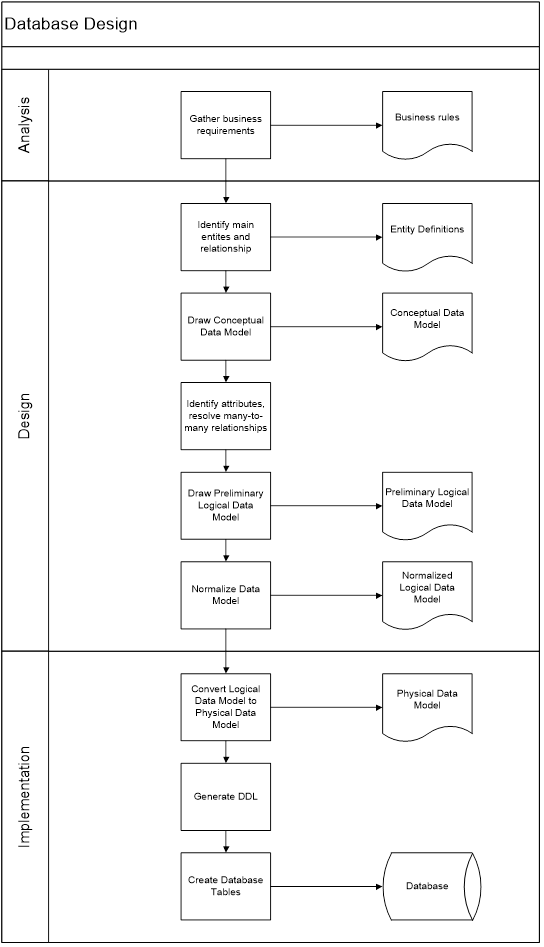 Database Design
Analysis
Gather business
requirements
Business rules
Design
Identify main
entites and
relationship
Entity Definitions
Draw Conceptual
Data Model
Conceptual Data
Model
Identify attributes,
resolve many-to-
many relationships
Draw Preliminary
Logical Data
Model
Preliminary Logical
Data Model
Normalize Data
Model
Normalized
Logical Data
Model
Implementation
Convert Logical
Data Model to
Physical Data
Model
Physical Data
Model
Generate DDL
Create Database
Tables
Database